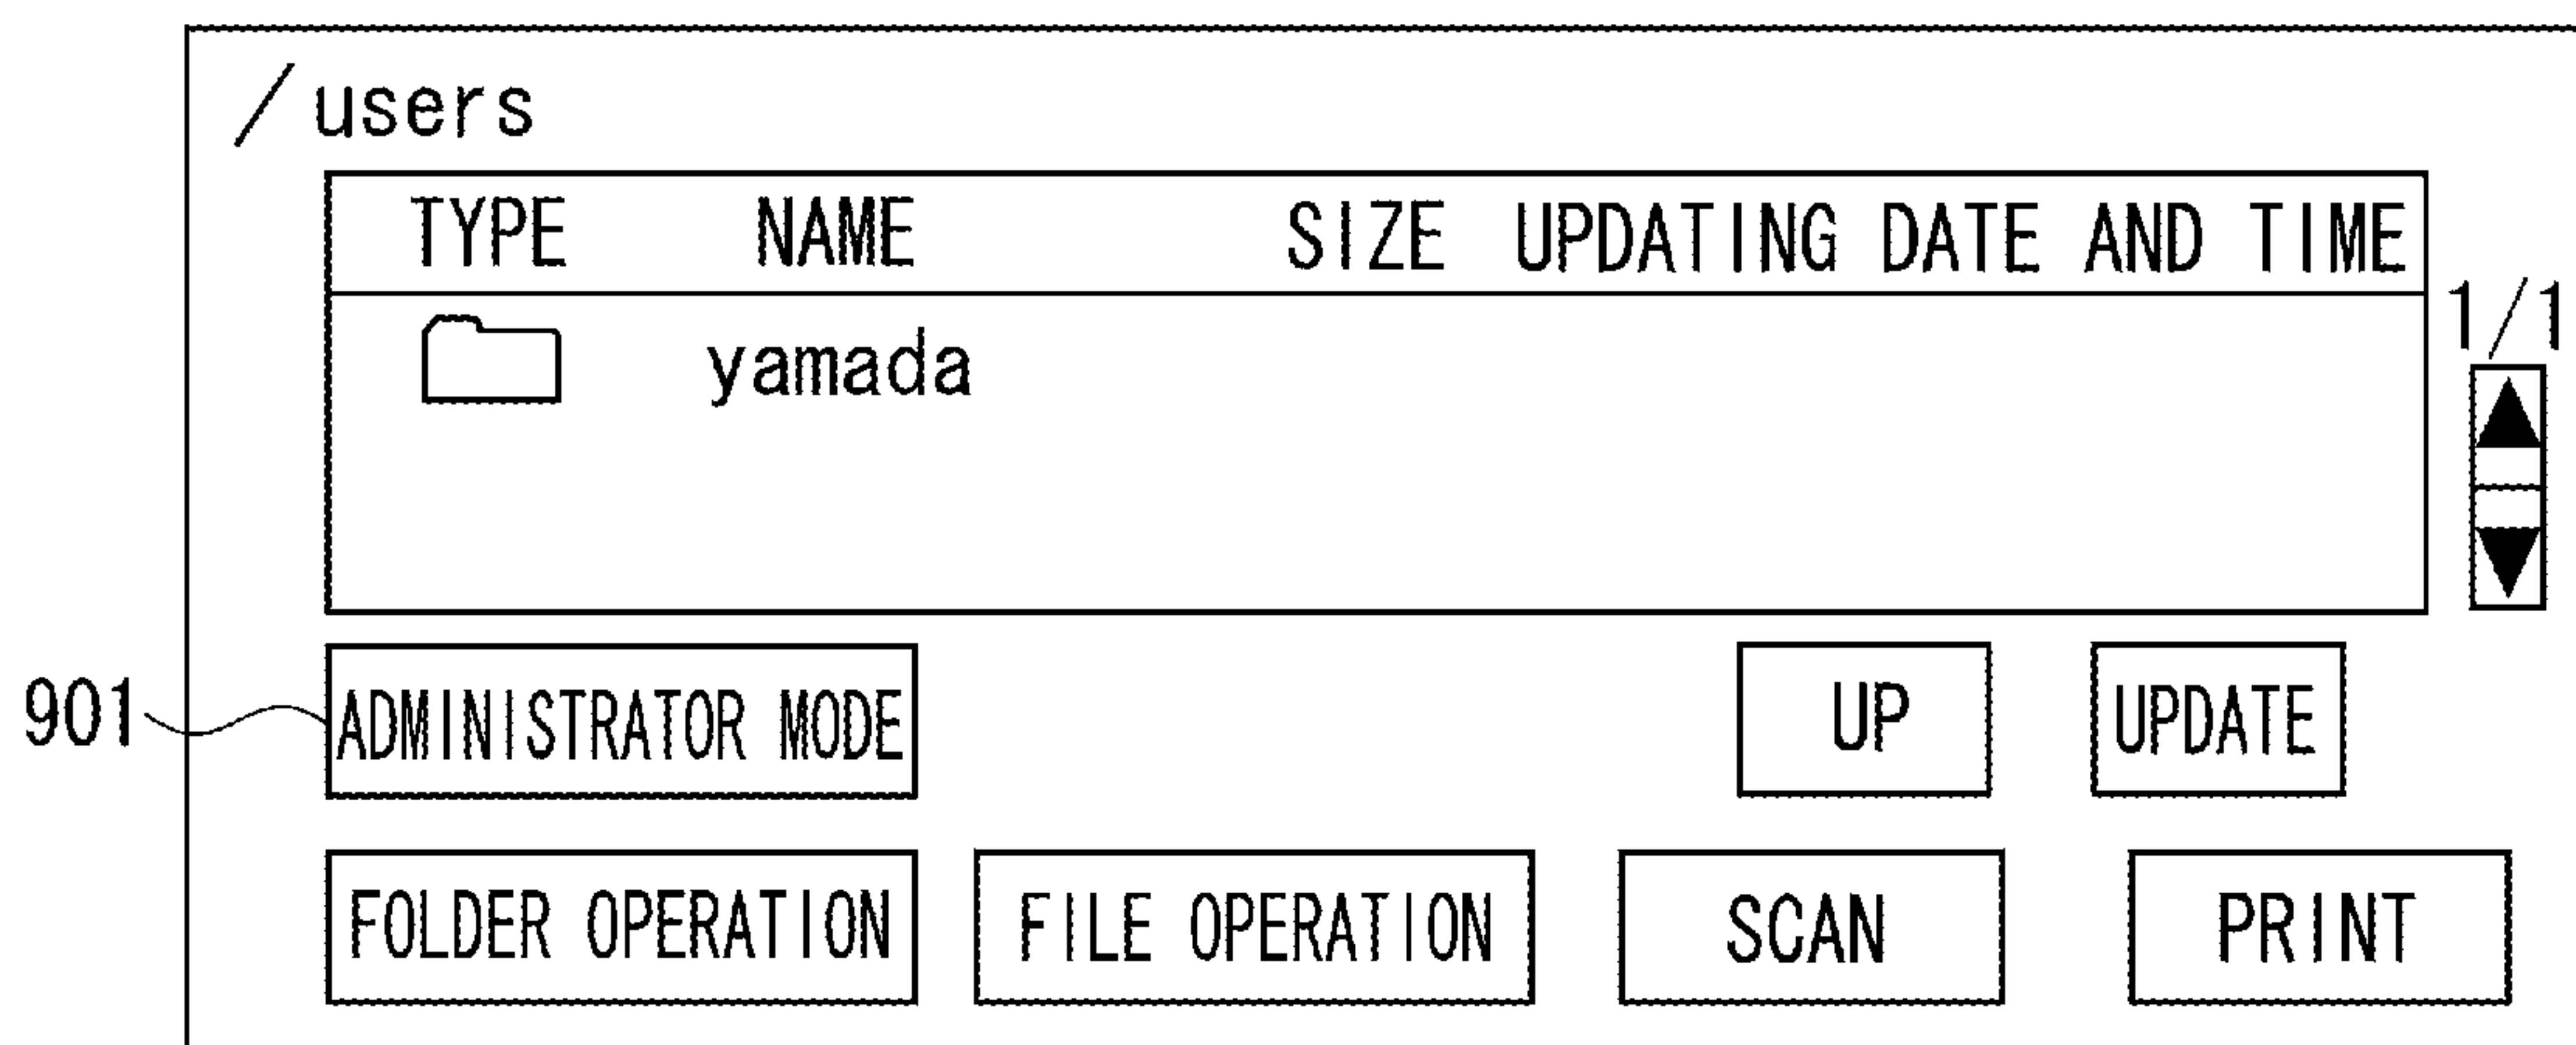 /users
TYPE NAME SIZE UPDATING DATE AND TIME
yamada
1/1
901
ADMINISTRATOR MODE UP UPDATE
FOLDER OPERATION FILE OPERATION SCAN PRINT